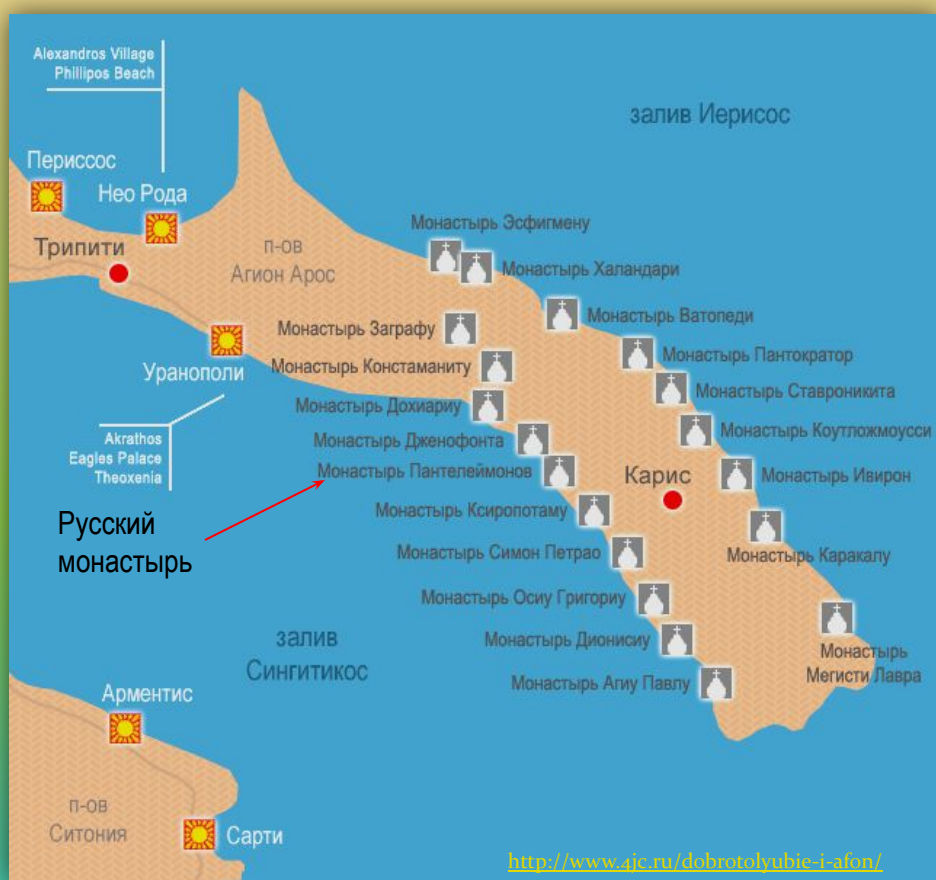 Alexandros Village
Phillipos Beach
залив Иерисос
Периссос
Нео Рода
Монастырь Эсфигмену
Трипити
п-ов
Агион Арос
Монастырь Халандари
Монастырь Заграфу
Монастырь Ватопеди
Уранополи
Монастырь Констаманиту
Монастырь Пантократор
Монастырь Ставроникита
Монастырь Дохиариу
Akrathos
Eagles Palace
Theoxenia
Монастырь Дженофонта
Монастырь Коутложмоусси
Монастырь Пантелеймонов
Карис
Монастырь Ивирон
Русский
монастырь
Монастырь Ксиропотаму
Монастырь Симон Петрао
Монастырь Каракалу
Монастырь Осиу Григориу
залив
Сингитикос
Монастырь Дионисиу
Монастырь
Мегисти Лавра
Монастырь Агиу Павлу
Арментис
п-ов
Ситония
Сарти
http://www.4jc.ru/dobrotolyubie-i-afon/